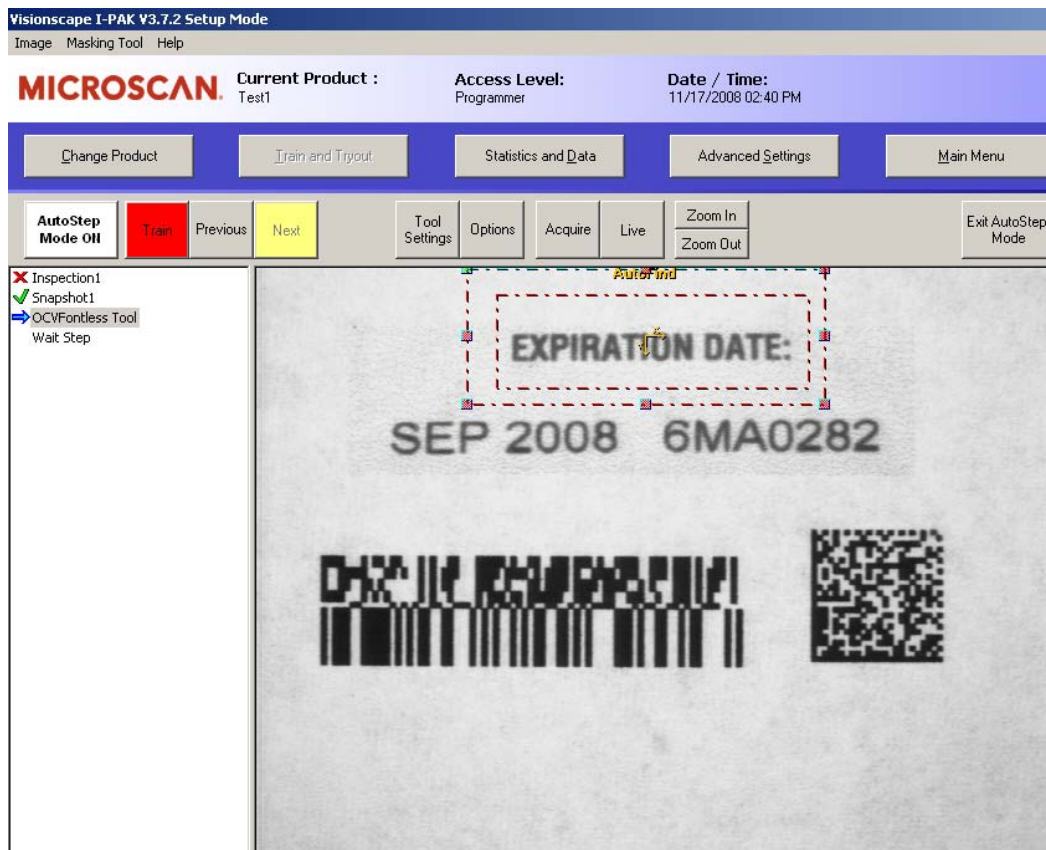 Visionscape I-PAK V3.7.2 Setup Mode
Image Masking Tool Help
MICROSCAN.
Current Product :
Test1
Access Level:
Programmer
Date / Time:
11/17/2008 02:40 PM
Change Product
Train and Tryout
Statistics and Data
Advanced Settings
Main Menu
AutoStep
Mode ON
Train
Previous
Next
Tool
Settings
Options
Acquire
Live
Zoom In
Zoom Out
Exit AutoStep
Mode
Inspection1
Snapshot1
OCVFontless Tool
Wait Step
AutoFind
EXPIRATION DATE:
SEP 2008 6MA0282